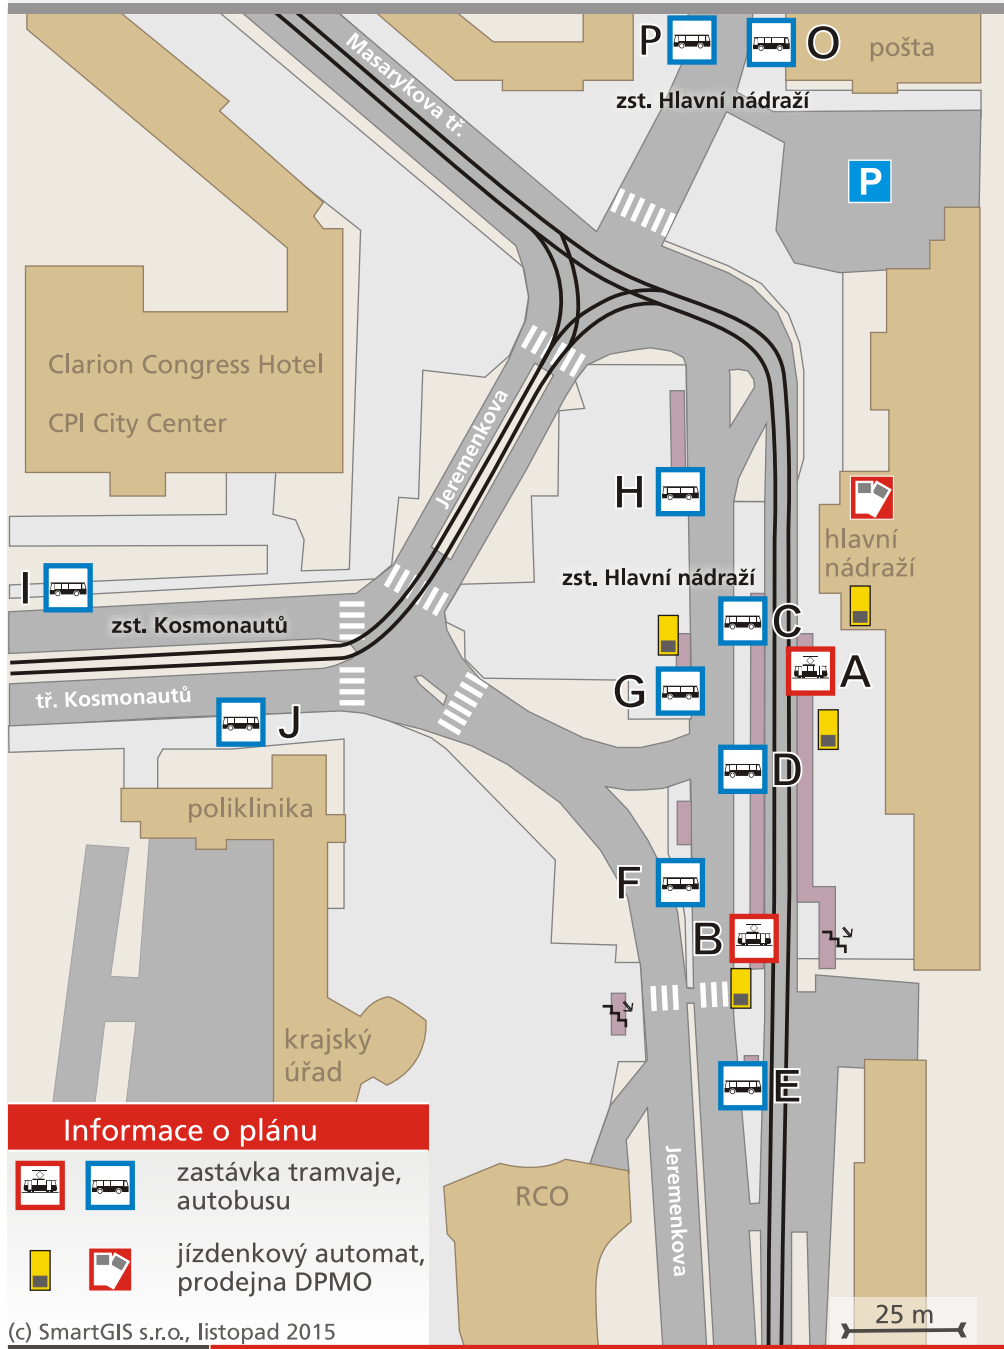 P
O
pošta
zst. Hlavní nádraží
Masarykova tř.
P
Clarion Congress Hotel
CPI City Center
Jeremenkova
H
hlavní
nádraží
zst. Hlavní nádraží
I
C
zst. Kosmonautů
A
G
tř. Kosmonautů
J
D
poliklinika
F
B
krajský
úřad
E
Informace o plánu
zastávka tramvaje,
autobusu
jízdenkový automat,
prodejna DPMO
RCO
Jeremenkova
25 m
(c) SmartGIS s.r.o., listopad 2015